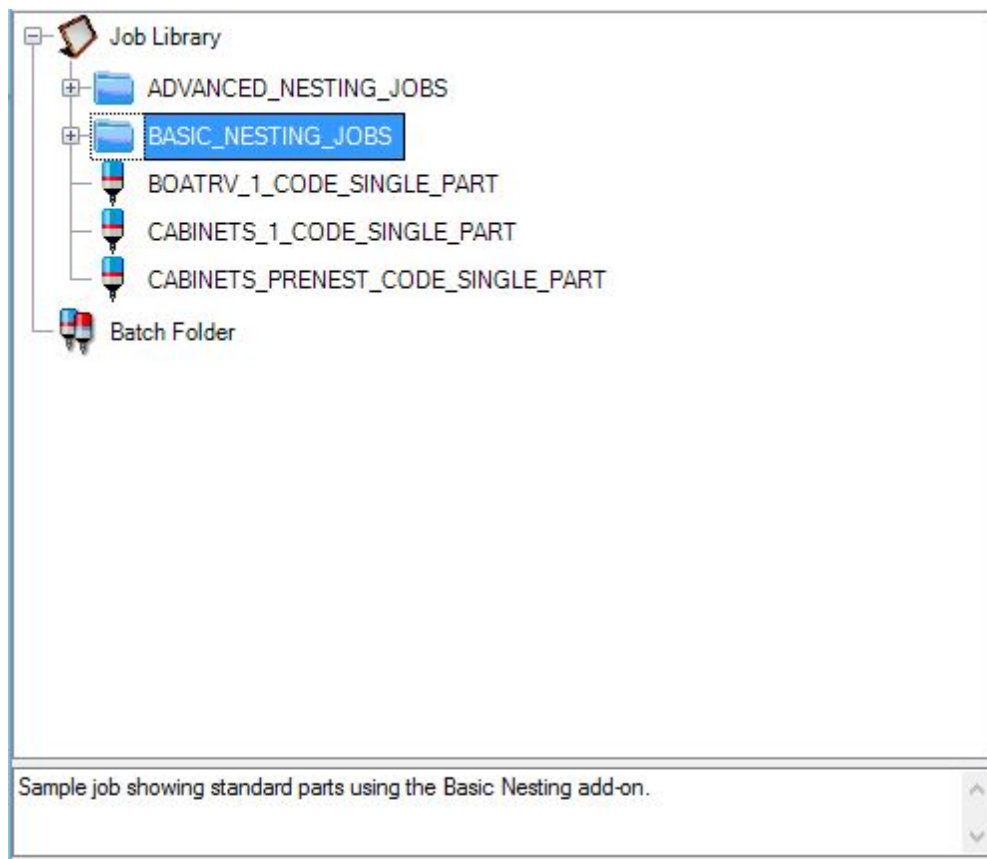 Job Library
ADVANCED_NESTING_JOBS
BASIC_NESTING_JOBS
BOATRV_1_CODE_SINGLE_PART
CABINETS_1_CODE_SINGLE_PART
CABINETS_PRENEST_CODE_SINGLE_PART
Batch Folder
Sample job showing standard parts using the Basic Nesting add-on.